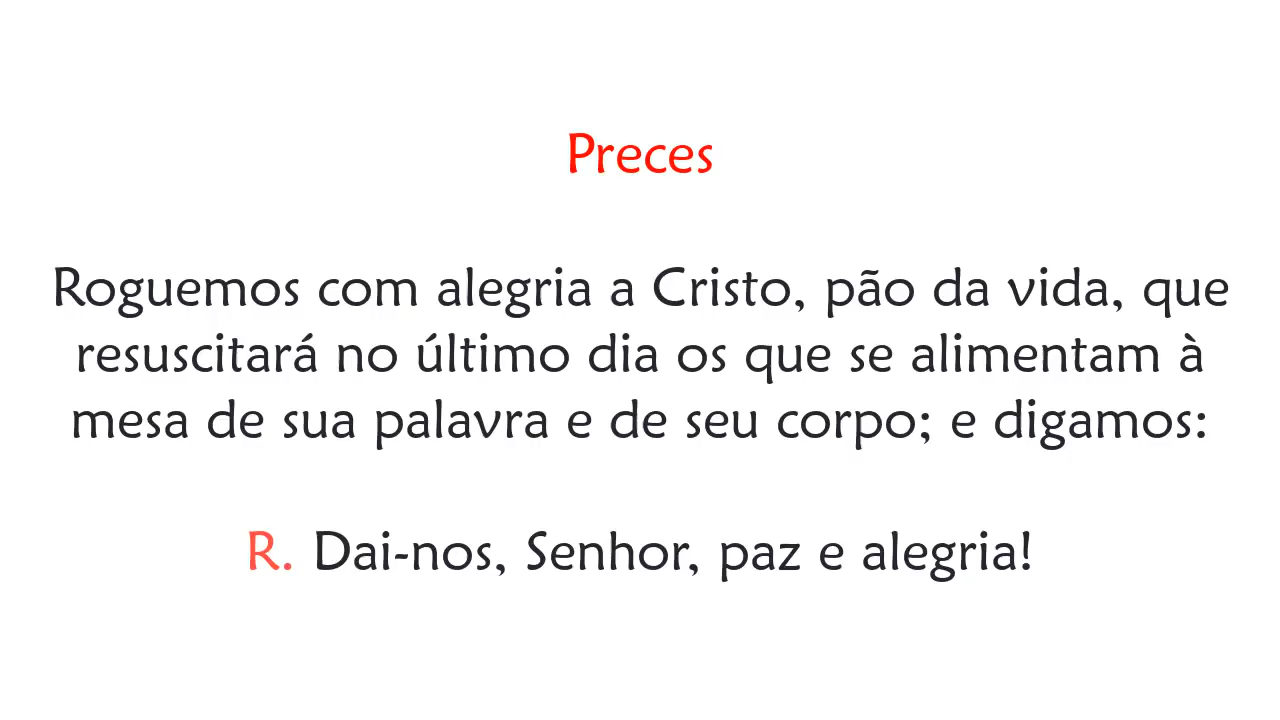 Preces
Roguemos com alegria a Cristo, pão da vida, que
resuscitará no último dia os que se alimentam à
mesa de sua palavra e de seu corpo; e digamos:
R. Dai-nos, Senhor, paz e alegria!